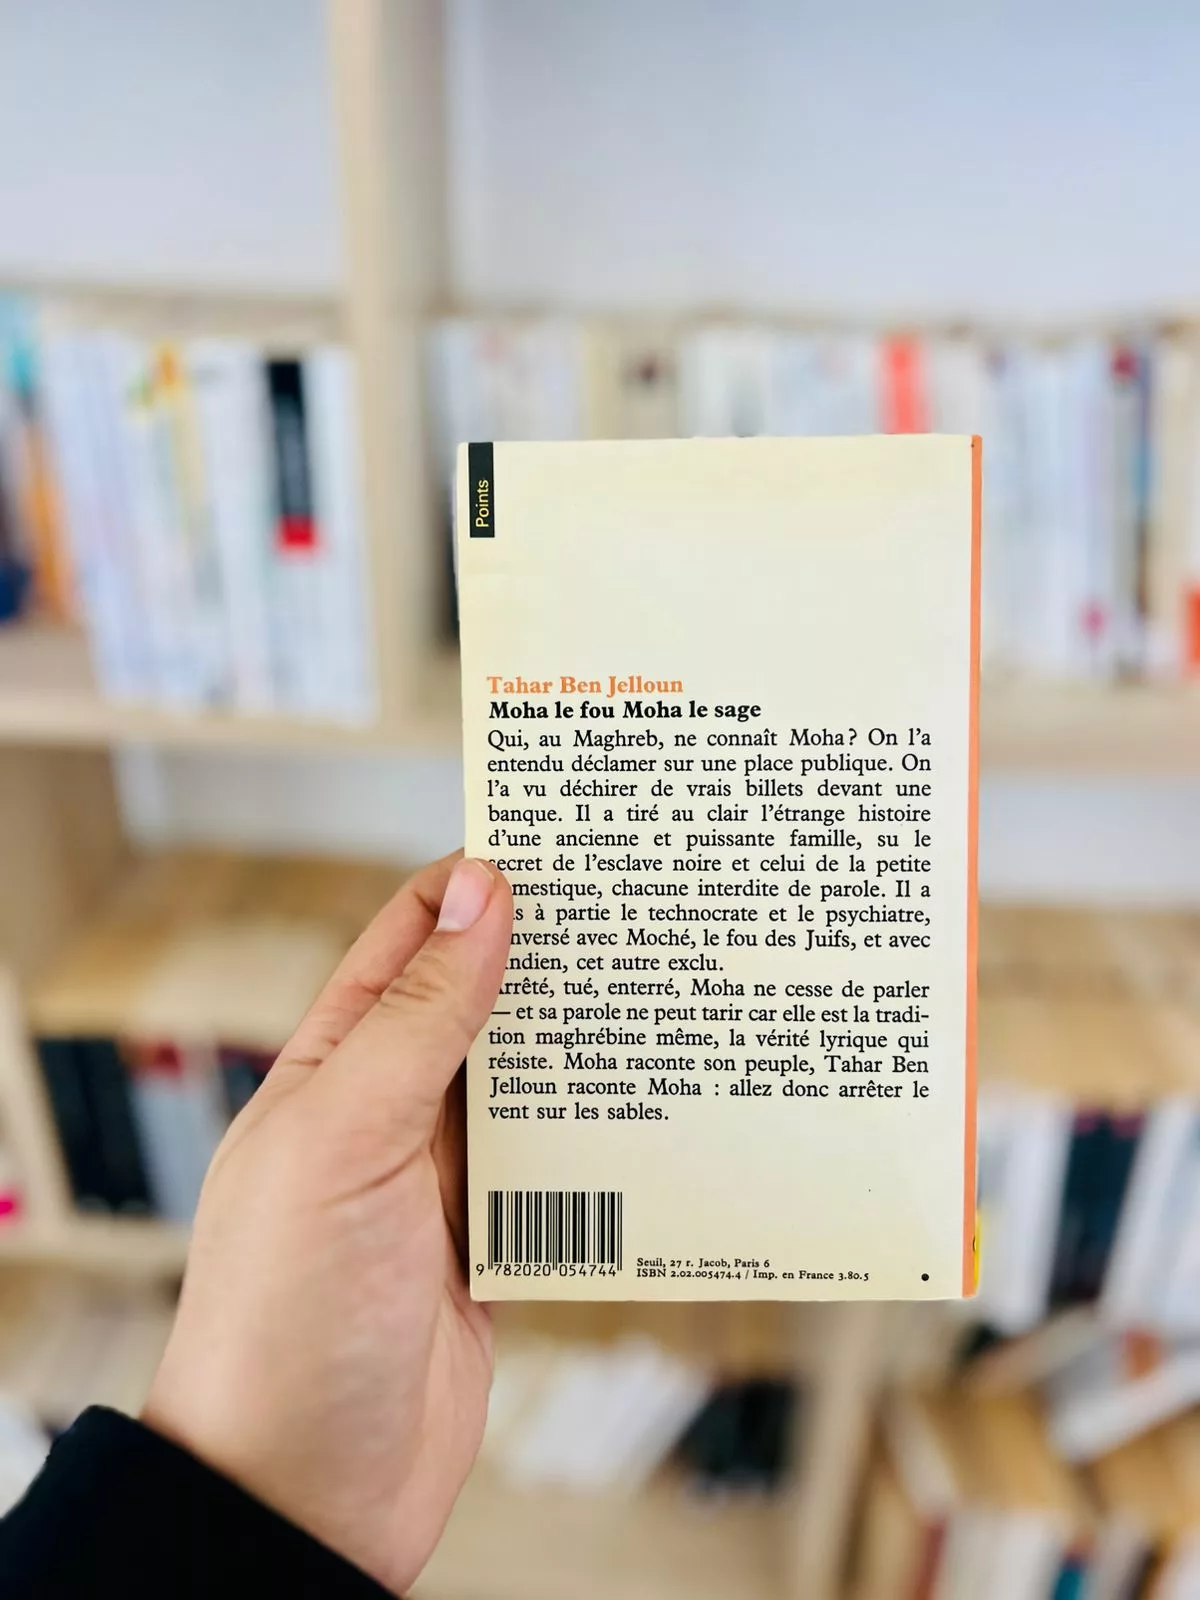 Points
Tahar Ben Jelloun
Moha le fou Moha le sage
Qui, au Maghreb, ne connaît Moha? On l'a
entendu déclamer sur une place publique. On
l'a vu déchirer de vrais billets devant une
banque. Il a tiré au clair l'étrange histoire
d'une ancienne et puissante famille, su le
secret de l'esclave noire et celui de la petite
mestique, chacune interdite de parole. Il a
s à partie le technocrate et le psychiatre,
nversé avec Moché, le fou des Juifs, et avec
ndien, cet autre exclu.
Arrêté, tué, enterré, Moha ne cesse de parler
— et sa parole ne peut tarir car elle est la tradi-
tion maghrébine même, la vérité lyrique qui
résiste. Moha raconte son peuple, Tahar Ben
Jelloun raconte Moha : allez donc arrêter le
vent sur les sables.
9 782020 054744
Seuil, 27 r. Jacob, Paris 6
ISBN 2.02.005474.4 / Imp. en France 3.80.5